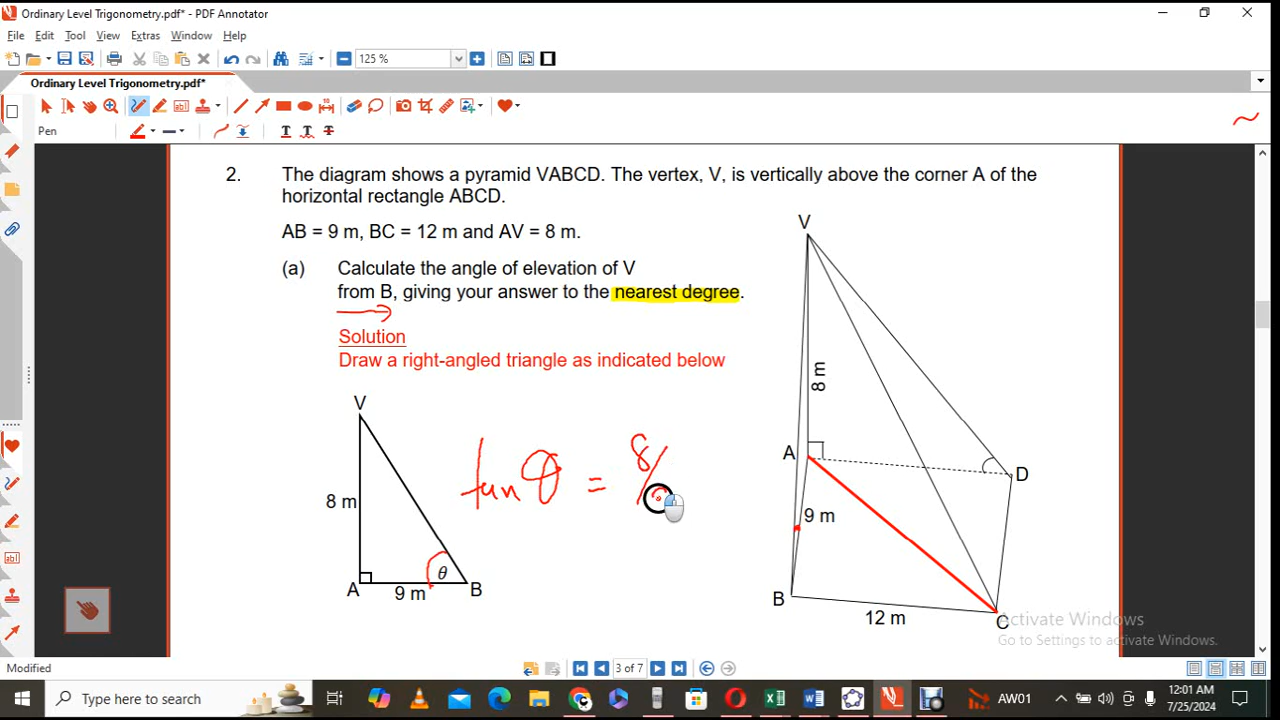 Ordinary Level Trigonometry.pdf* - PDF Annotator
File Edit Tool View Extras Window Help
125 %
Ordinary Level Trigonometry.pdf*
Pen
2. The diagram shows a pyramid VABCD. The vertex, V, is vertically above the corner A of the
horizontal rectangle ABCD.
AB = 9 m, BC = 12 m and AV = 8 m.
(a) Calculate the angle of elevation of V
from B, giving your answer to the nearest degree.
Solution
Draw a right-angled triangle as indicated below
V
8 m
A
9 m
θ
B
tan θ = 8/
V
8 m
A
D
9 m
B
12 m
C
Activate Windows
Go to Settings to activate Windows.
Modified
3 of 7
Type here to search
AW01
12:01 AM
7/25/2024